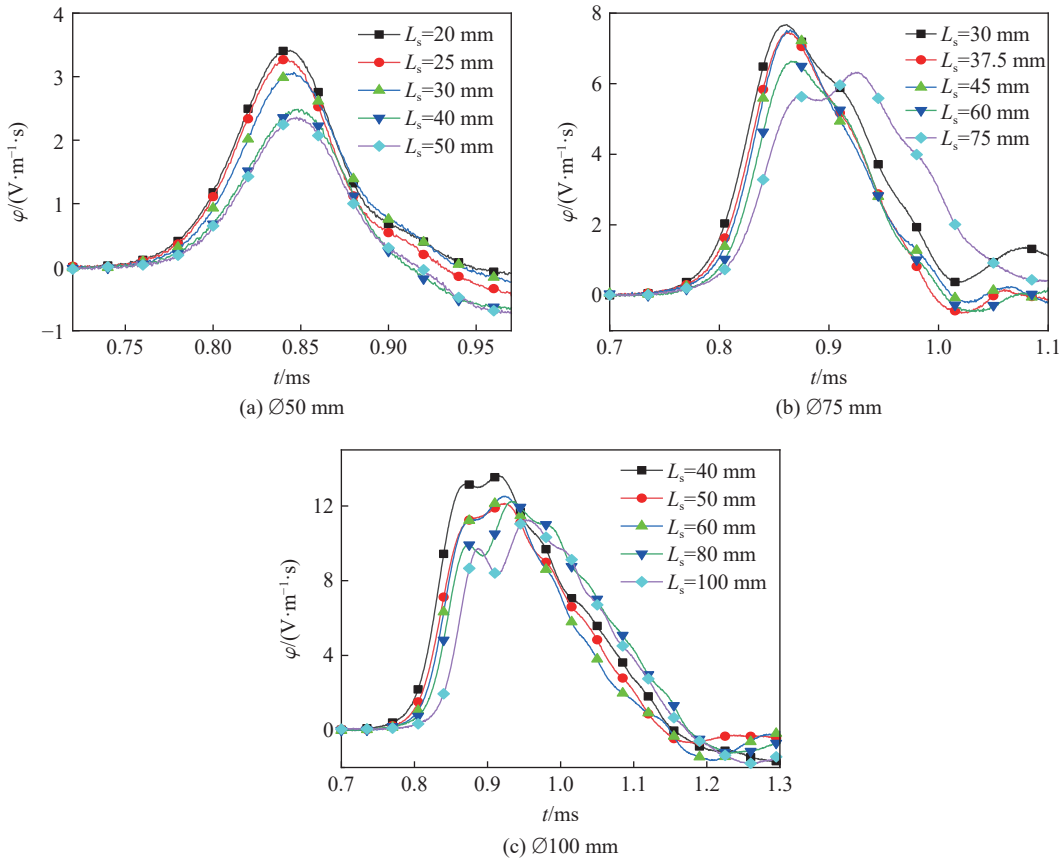 4
3
2
1
0
−1
φ/(V·m⁻¹·s)
Lₛ=20 mm
Lₛ=25 mm
Lₛ=30 mm
Lₛ=40 mm
Lₛ=50 mm
0.75
0.80
0.85
0.90
0.95
t/ms
(a) Ø50 mm
8
6
4
2
0
φ/(V·m⁻¹·s)
Lₛ=30 mm
Lₛ=37.5 mm
Lₛ=45 mm
Lₛ=60 mm
Lₛ=75 mm
0.7
0.8
0.9
1.0
1.1
t/ms
(b) Ø75 mm
12
8
4
0
φ/(V·m⁻¹·s)
Lₛ=40 mm
Lₛ=50 mm
Lₛ=60 mm
Lₛ=80 mm
Lₛ=100 mm
0.7
0.8
0.9
1.0
1.1
1.2
1.3
t/ms
(c) Ø100 mm